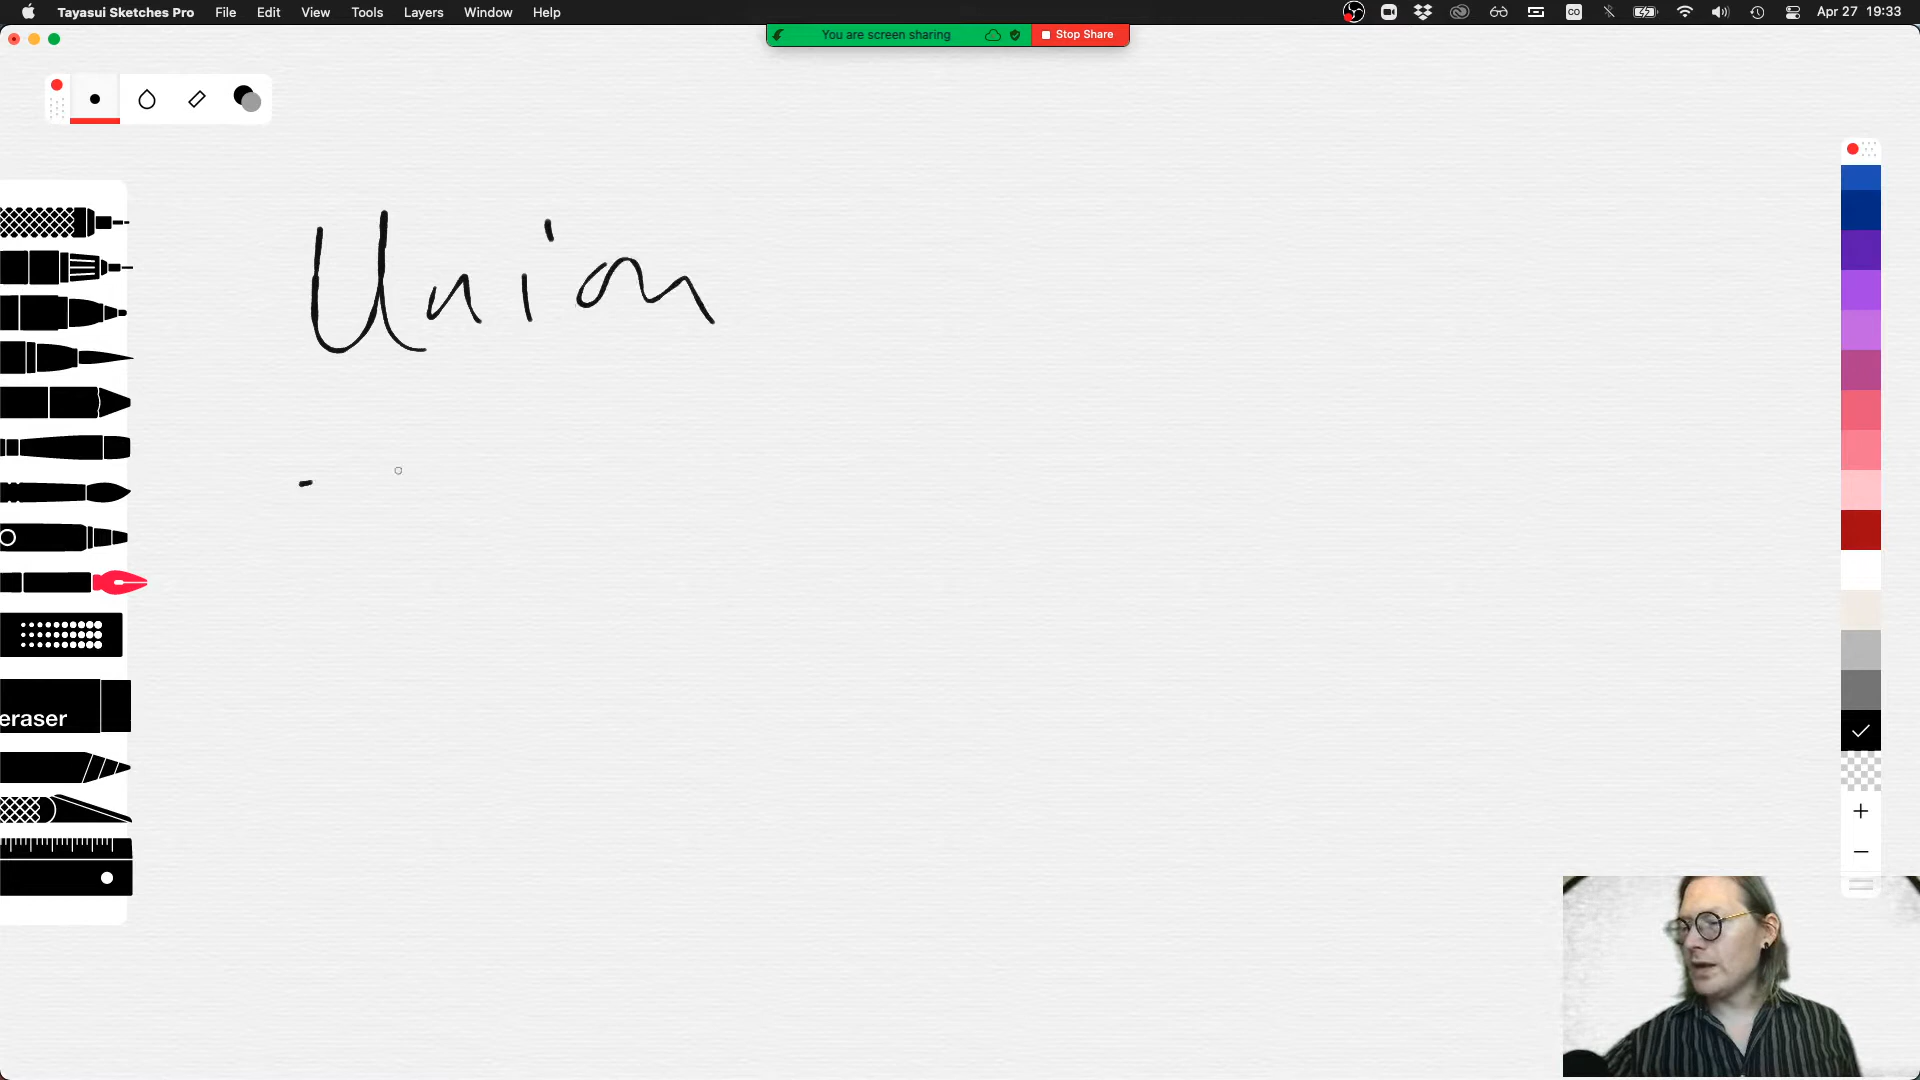 Tayasui Sketches Pro File Edit View Tools Layers Window Help CO Apr 27 19:33
You are screen sharing Stop Share
Union
-
eraser